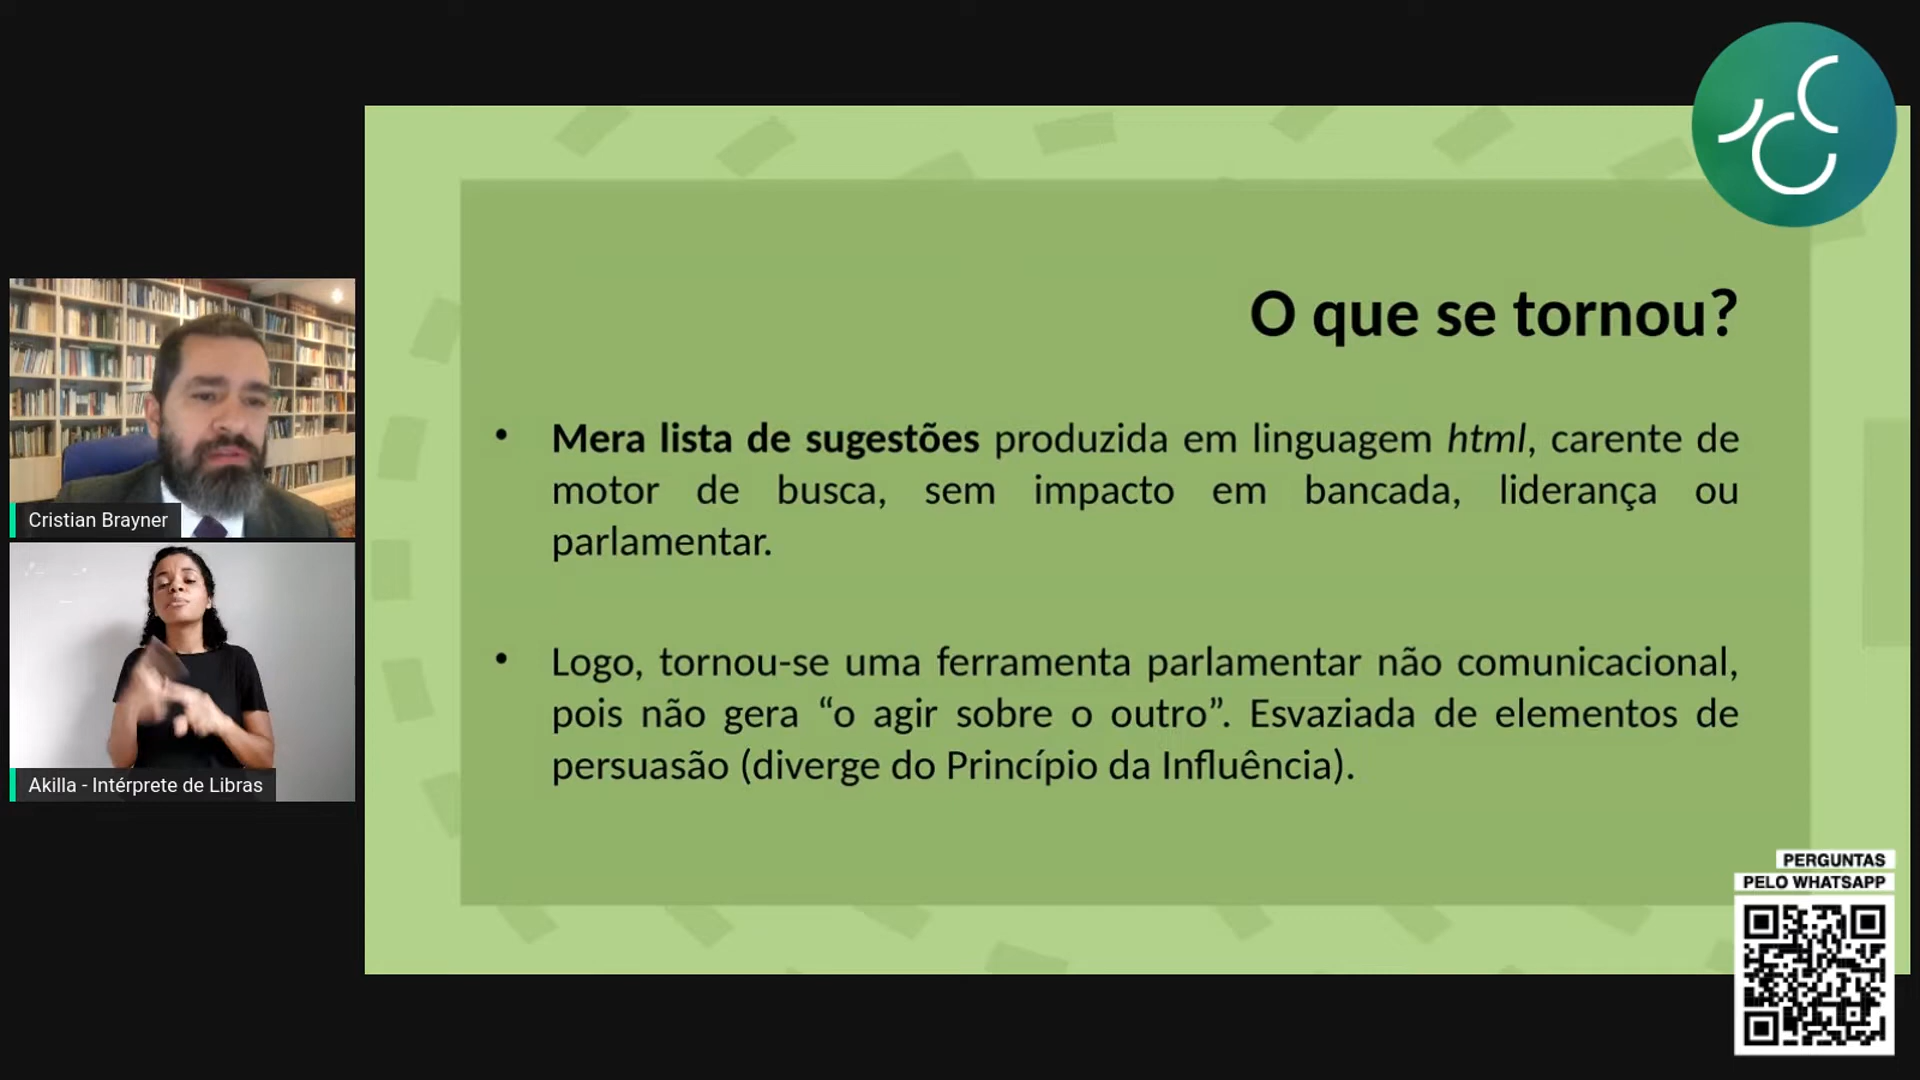 O que se tornou?
• Mera lista de sugestões produzida em linguagem html, carente de
motor de busca, sem impacto em bancada, liderança ou
parlamentar.
• Logo, tornou-se uma ferramenta parlamentar não comunicacional,
pois não gera “o agir sobre o outro”. Esvaziada de elementos de
persuasão (diverge do Princípio da Influência).
Cristian Brayner
Akilla - Intérprete de Libras
PERGUNTAS
PELO WHATSAPP